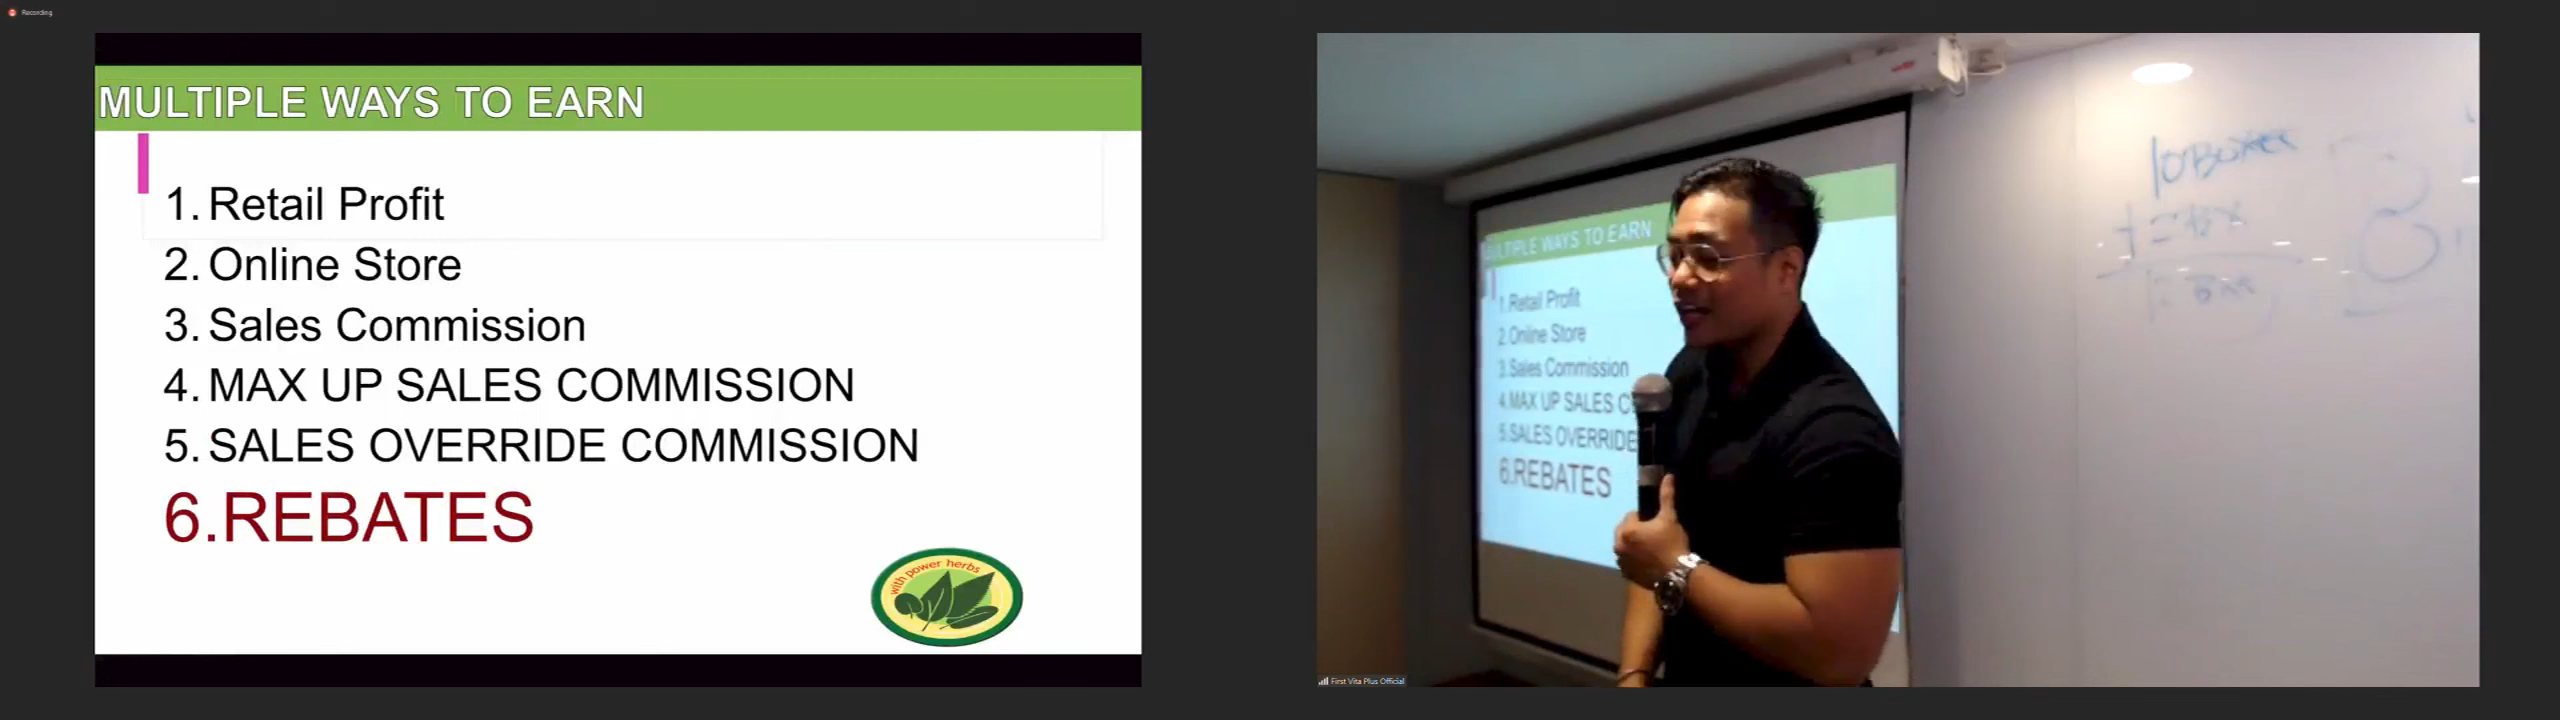 Recording
MULTIPLE WAYS TO EARN
1. Retail Profit
2. Online Store
3. Sales Commission
4. MAX UP SALES COMMISSION
5. SALES OVERRIDE COMMISSION
6.REBATES
with power herbs
MULTIPLE WAYS TO EARN
1. Retail Profit
2. Online Store
3. Sales Commission
4. MAX UP SALES C
5. SALES OVERRIDE
6.REBATES
First Vita Plus Official